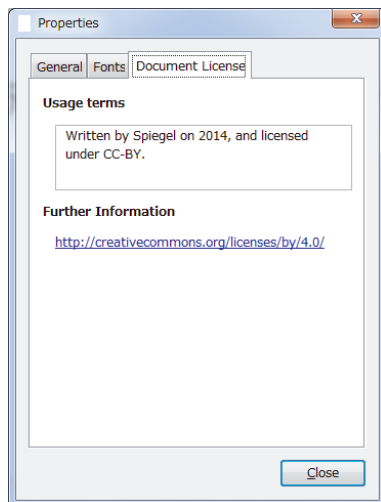 Properties
General Fonts Document License
Usage terms
Written by Spiegel on 2014, and licensed
under CC-BY.
Further Information
http://creativecommons.org/licenses/by/4.0/
Close